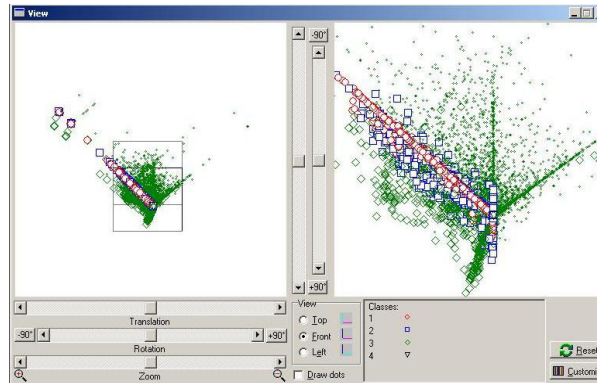 View
-90°
+90°
Translation
-90°
+90°
Rotation
Zoom
View
Top
Front
Left
Draw dots
Classes:
1
2
3
4
Reset
Customi